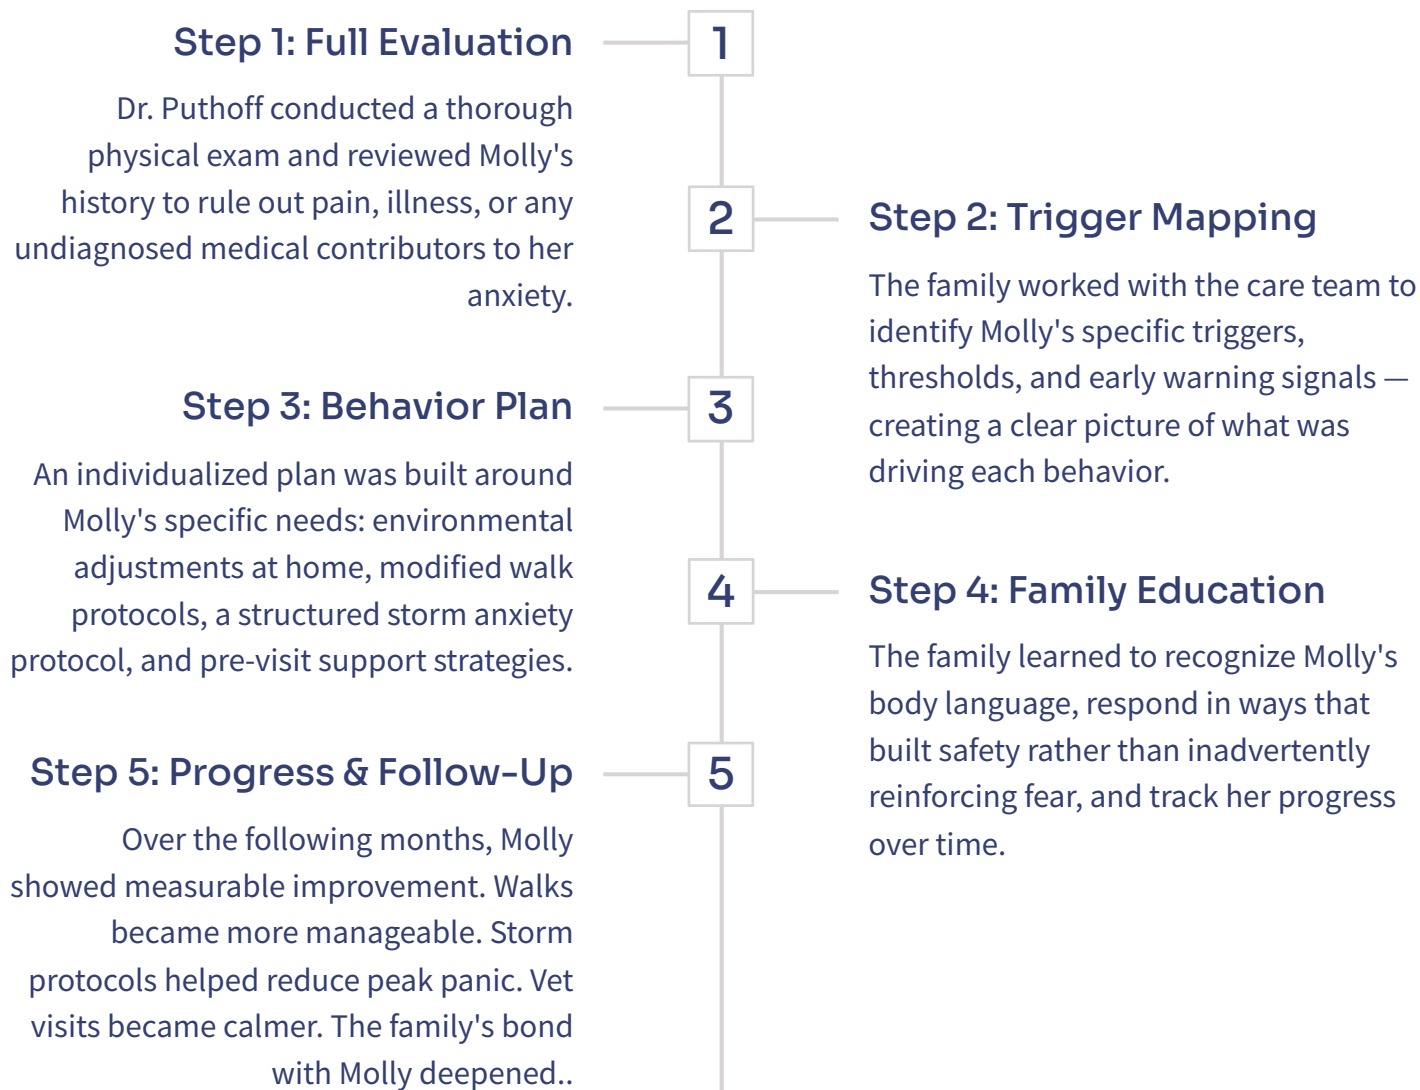 Step 1: Full Evaluation
1
Dr. Puthoff conducted a thorough
physical exam and reviewed Molly's
history to rule out pain, illness, or any
undiagnosed medical contributors to her
anxiety.
2
Step 2: Trigger Mapping
The family worked with the care team to
identify Molly's specific triggers,
thresholds, and early warning signals —
creating a clear picture of what was
driving each behavior.
Step 3: Behavior Plan
3
An individualized plan was built around
Molly's specific needs: environmental
adjustments at home, modified walk
protocols, a structured storm anxiety
protocol, and pre-visit support strategies.
4
Step 4: Family Education
The family learned to recognize Molly's
body language, respond in ways that
built safety rather than inadvertently
reinforcing fear, and track her progress
over time.
Step 5: Progress & Follow-Up
5
Over the following months, Molly
showed measurable improvement. Walks
became more manageable. Storm
protocols helped reduce peak panic. Vet
visits became calmer. The family's bond
with Molly deepened..